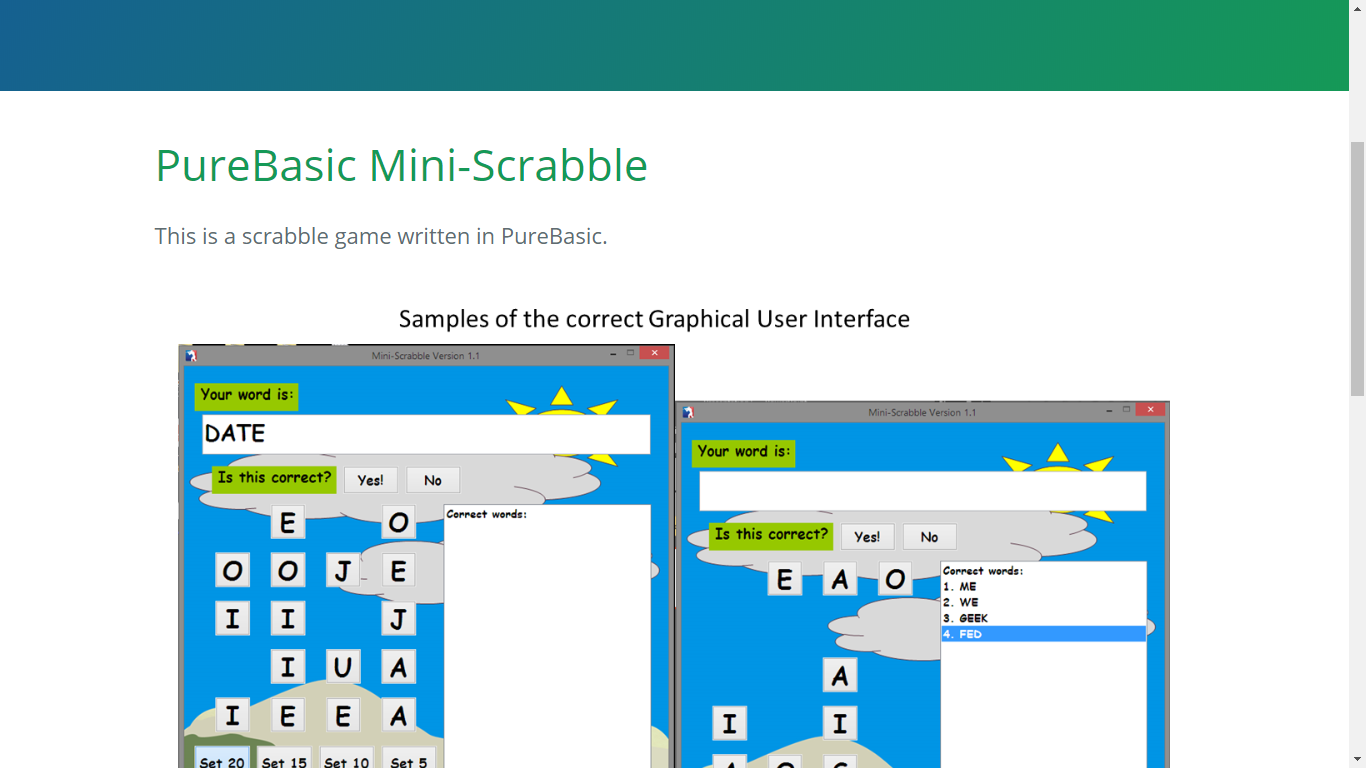 PureBasic Mini-Scrabble
This is a scrabble game written in PureBasic.
Samples of the correct Graphical User Interface
Mini-Scrabble Version 1.1
Your word is:
DATE
Is this correct? Yes! No
Correct words:
E O
O O J E
I I J
I U A
I E E A
Set 20 Set 15 Set 10 Set 5
Mini-Scrabble Version 1.1
Your word is:
Is this correct? Yes! No
E A O
Correct words:
1. ME
2. WE
3. GEEK
4. FED
A
I I